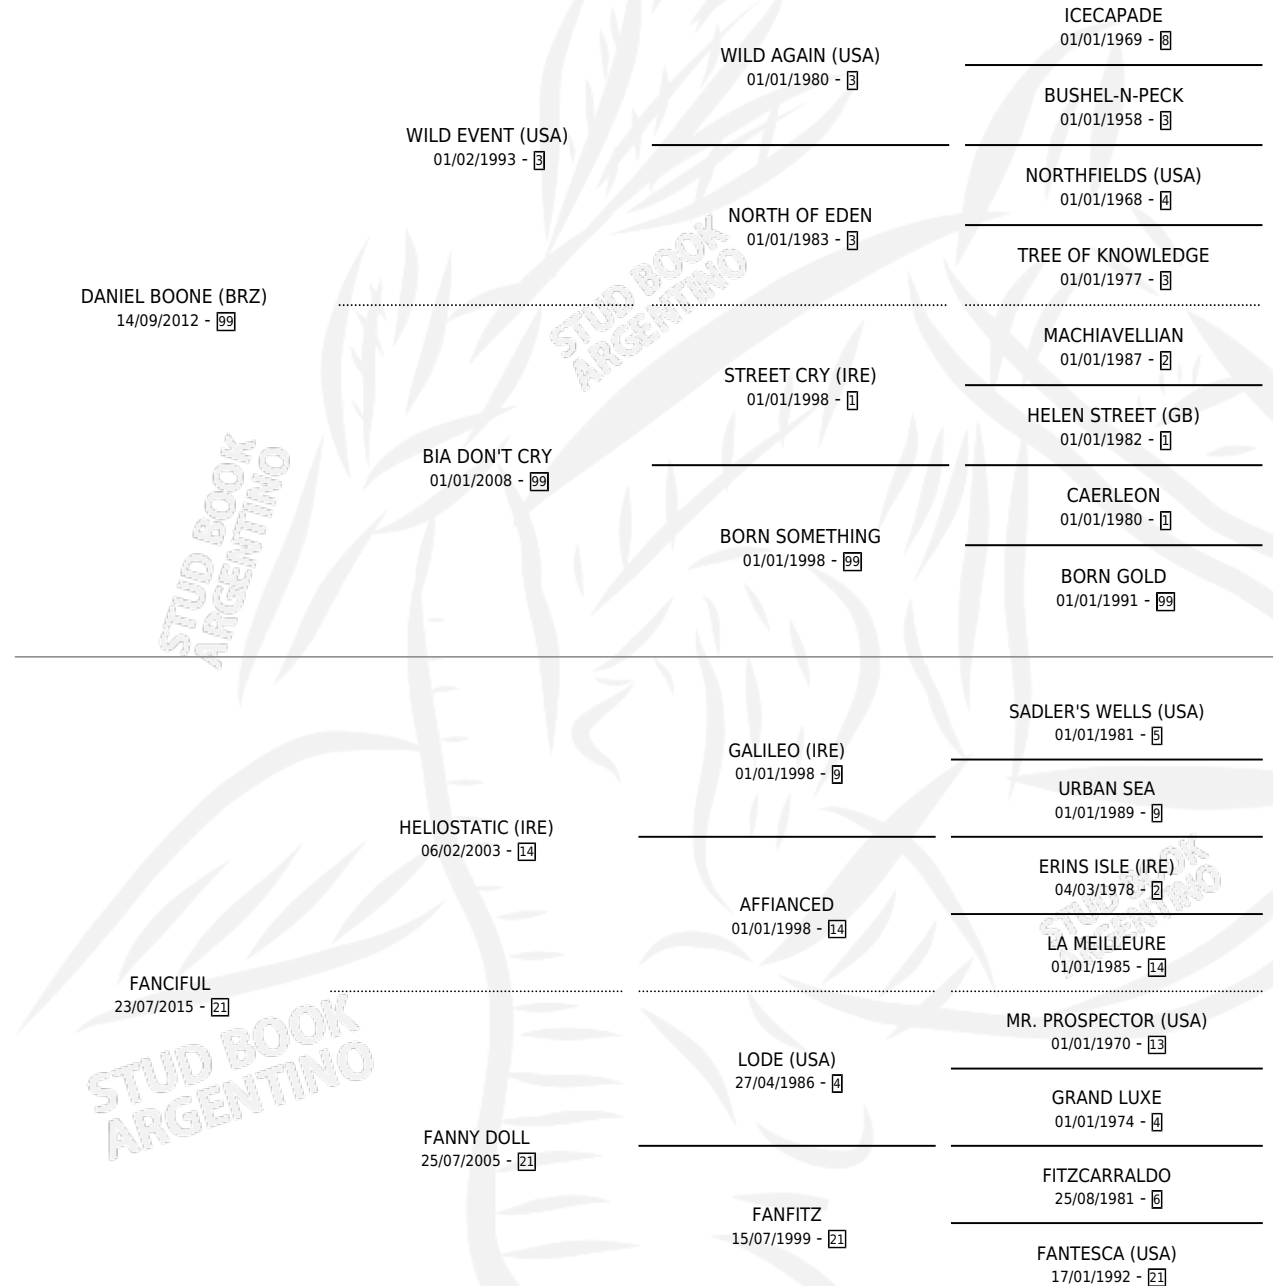 ICECAPADE
01/01/1969 - 8
WILD AGAIN (USA)
01/01/1980 - 3
BUSHEL-N-PECK
01/01/1958 - 3
WILD EVENT (USA)
01/02/1993 - 3
NORTHFIELDS (USA)
01/01/1968 - 4
NORTH OF EDEN
01/01/1983 - 3
TREE OF KNOWLEDGE
01/01/1977 - 3
DANIEL BOONE (BRZ)
14/09/2012 - 99
MACHIAVELLIAN
01/01/1987 - 2
STREET CRY (IRE)
01/01/1998 - 1
HELEN STREET (GB)
01/01/1982 - 1
BIA DON'T CRY
01/01/2008 - 99
CAERLEON
01/01/1980 - 1
BORN SOMETHING
01/01/1998 - 99
BORN GOLD
01/01/1991 - 99
SADLER'S WELLS (USA)
01/01/1981 - 5
GALILEO (IRE)
01/01/1998 - 9
URBAN SEA
01/01/1989 - 9
HELIOSTATIC (IRE)
06/02/2003 - 14
ERINS ISLE (IRE)
04/03/1978 - 2
AFFIANCED
01/01/1998 - 14
LA MEILLEURE
01/01/1985 - 14
FANCIFUL
23/07/2015 - 21
MR. PROSPECTOR (USA)
01/01/1970 - 13
LODE (USA)
27/04/1986 - 4
GRAND LUXE
01/01/1974 - 4
FANNY DOLL
25/07/2005 - 21
FITZCARRALDO
25/08/1981 - 6
FANFITZ
15/07/1999 - 21
FANTESCA (USA)
17/01/1992 - 21
STUD BOOK
ARGENTINO
STUD BOOK
ARGENTINO
STUD BOOK
ARGENTINO
STUD BOOK
ARGENTINO